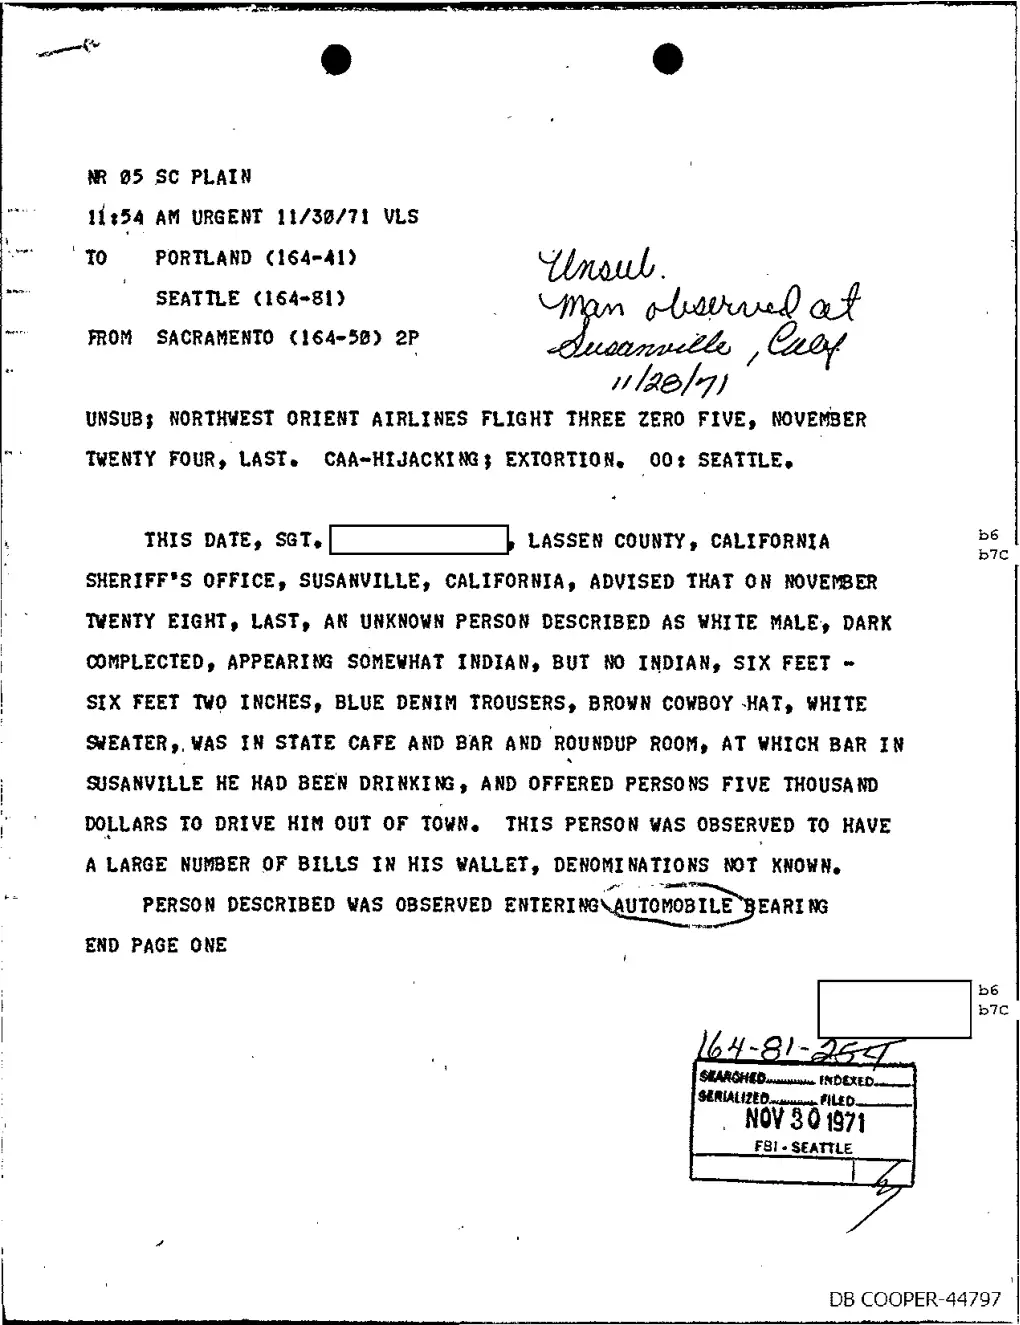 NR 05 SC PLAIN
11:54 AM URGENT 11/30/71 VLS
TO PORTLAND (164-41)
SEATTLE (164-81)
FROM SACRAMENTO (164-50) 2P
Unsub.
Man observed at
Susanville, Calif
11/28/71
UNSUB; NORTHWEST ORIENT AIRLINES FLIGHT THREE ZERO FIVE, NOVEMBER
TWENTY FOUR, LAST. CAA-HIJACKING; EXTORTION. OO: SEATTLE.
THIS DATE, SGT. , LASSEN COUNTY, CALIFORNIA
b6
b7C
SHERIFF'S OFFICE, SUSANVILLE, CALIFORNIA, ADVISED THAT ON NOVEMBER
TWENTY EIGHT, LAST, AN UNKNOWN PERSON DESCRIBED AS WHITE MALE, DARK
COMPLECTED, APPEARING SOMEWHAT INDIAN, BUT NO INDIAN, SIX FEET -
SIX FEET TWO INCHES, BLUE DENIM TROUSERS, BROWN COWBOY HAT, WHITE
SWEATER, WAS IN STATE CAFE AND BAR AND ROUNDUP ROOM, AT WHICH BAR IN
SUSANVILLE HE HAD BEEN DRINKING, AND OFFERED PERSONS FIVE THOUSAND
DOLLARS TO DRIVE HIM OUT OF TOWN. THIS PERSON WAS OBSERVED TO HAVE
A LARGE NUMBER OF BILLS IN HIS WALLET, DENOMINATIONS NOT KNOWN.
PERSON DESCRIBED WAS OBSERVED ENTERING AUTOMOBILE BEARING
END PAGE ONE
b6
b7C
SEARCHED INDEXED
SERIALIZED FILED
NOV 30 1971
FBI - SEATTLE
DB COOPER-44797